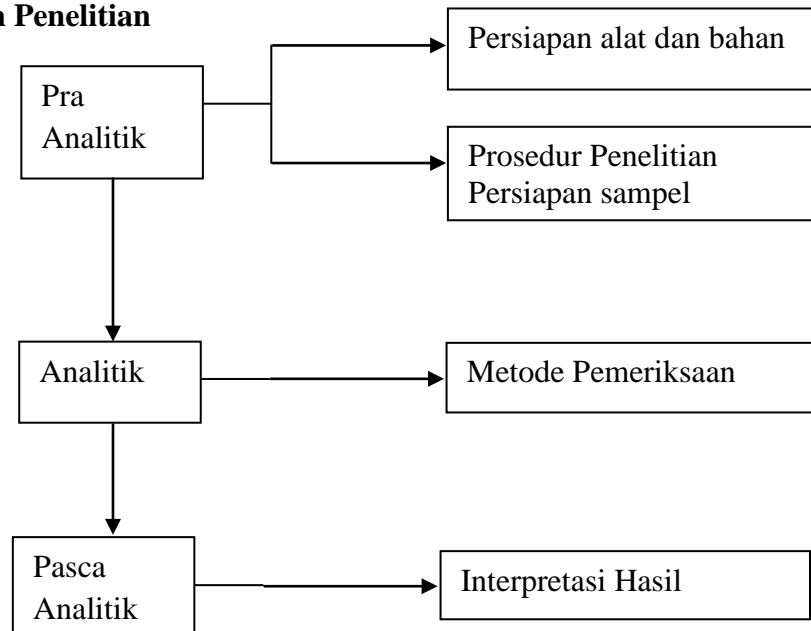 Penelitian
Persiapan alat dan bahan
Pra
Analitik
Prosedur Penelitian
Persiapan sampel
Analitik
Metode Pemeriksaan
Pasca
Analitik
Interpretasi Hasil